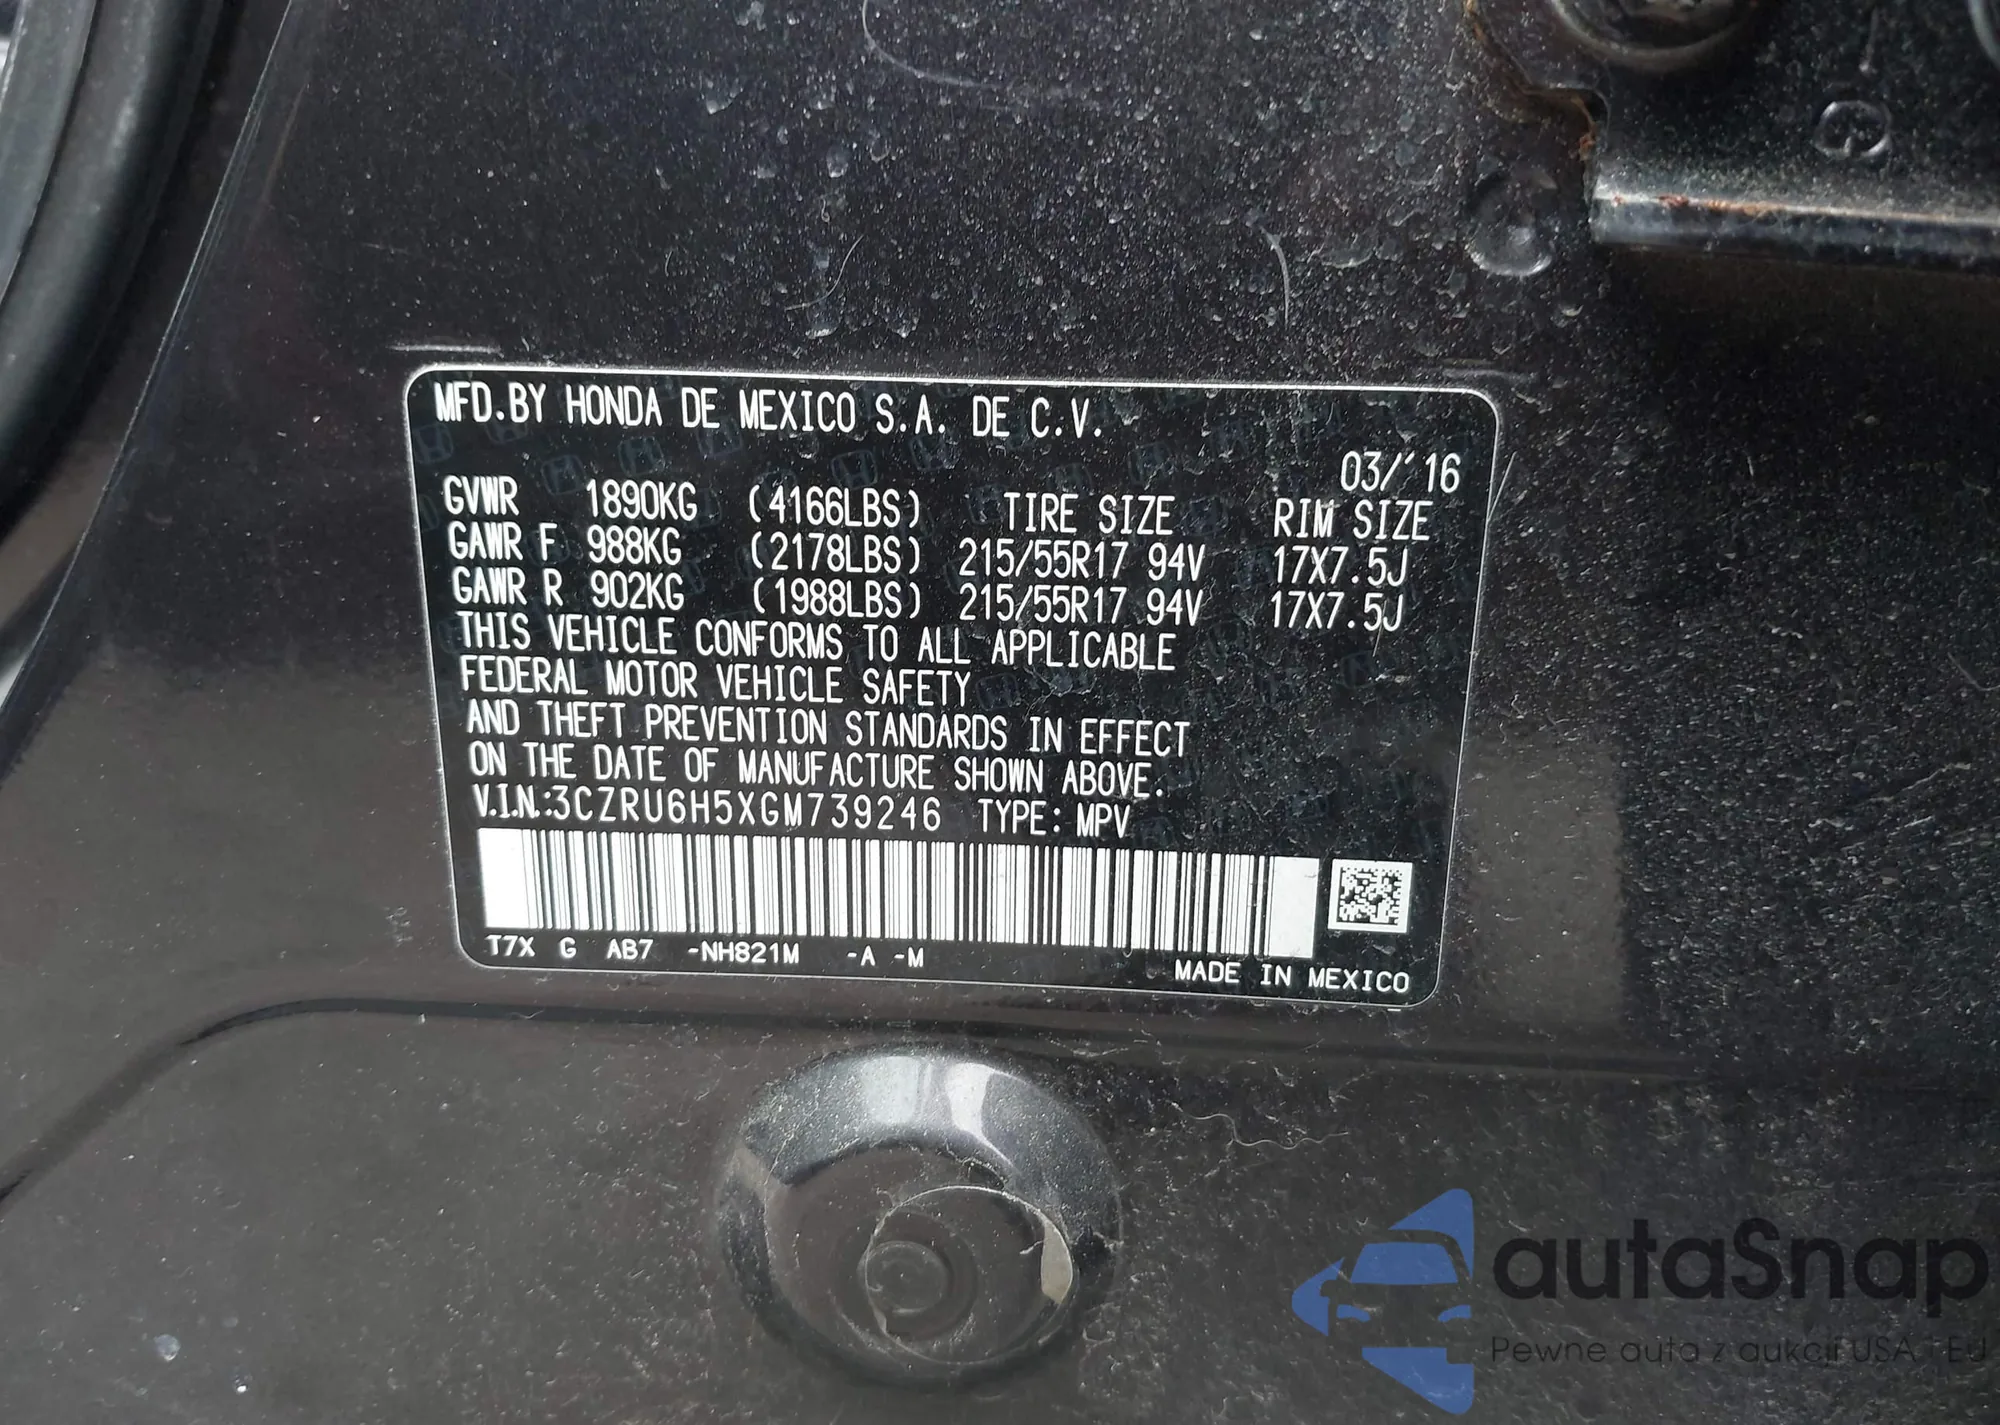 MFD.BY HONDA DE MEXICO S.A. DE C.V.
03/'16
GVWR 1890KG (4166LBS) TIRE SIZE RIM SIZE
GAWR F 988KG (2178LBS) 215/55R17 94V 17X7.5J
GAWR R 902KG (1988LBS) 215/55R17 94V 17X7.5J
THIS VEHICLE CONFORMS TO ALL APPLICABLE
FEDERAL MOTOR VEHICLE SAFETY
AND THEFT PREVENTION STANDARDS IN EFFECT
ON THE DATE OF MANUFACTURE SHOWN ABOVE.
V.I.N.:3CZRU6H5XGM739246 TYPE: MPV
T7X G AB7 -NH821M -A -M
MADE IN MEXICO
autaSnap
Pewne auta z aukcji USA i EU